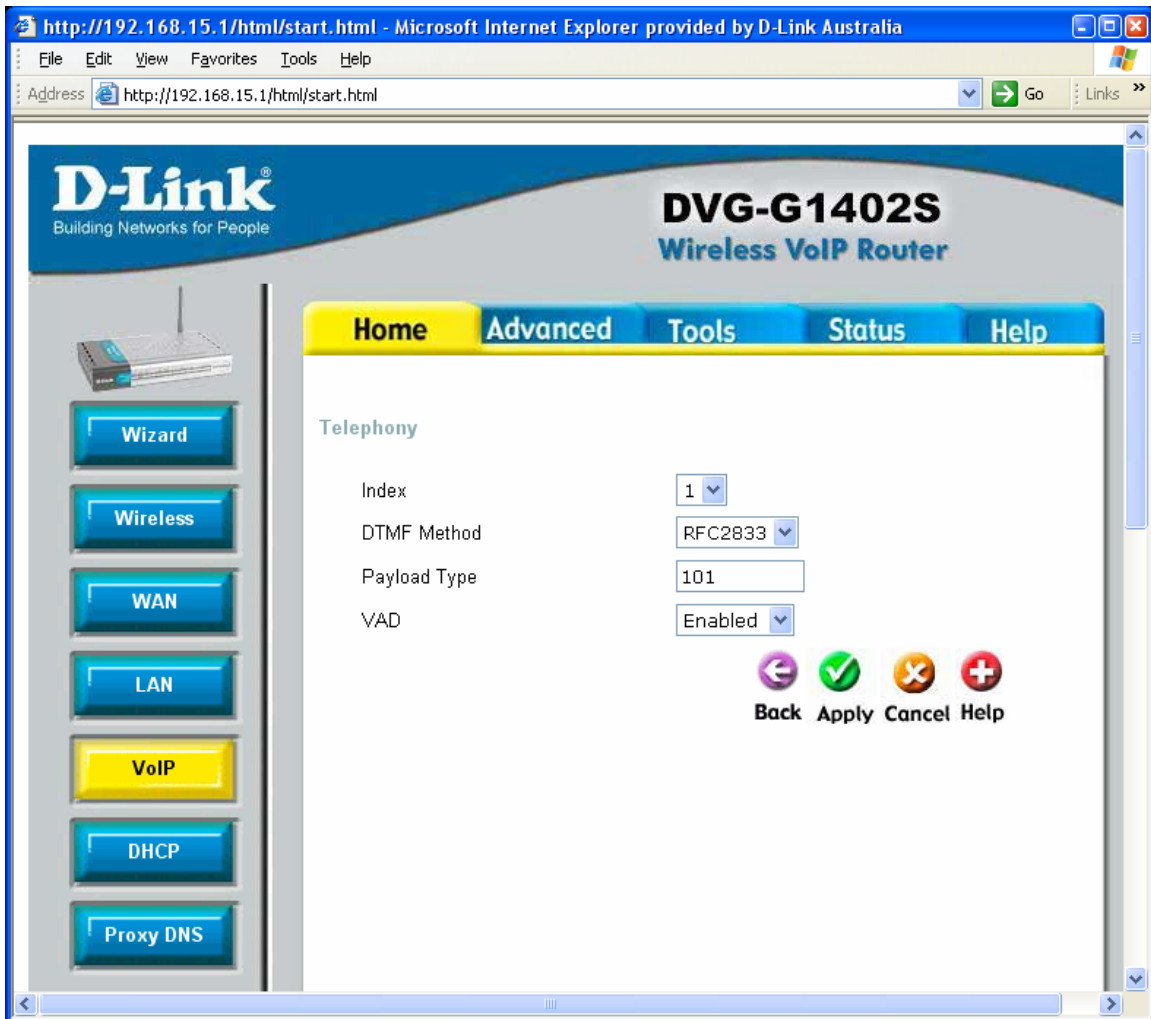 http://192.168.15.1/html/start.html - Microsoft Internet Explorer provided by D-Link Australia
File Edit View Favorites Tools Help
Address http://192.168.15.1/html/start.html Go Links »
D-Link®
Building Networks for People
DVG-G1402S
Wireless VoIP Router
Home Advanced Tools Status Help
Wizard
Wireless
WAN
LAN
VoIP
DHCP
Proxy DNS
Telephony
Index 1
DTMF Method RFC2833
Payload Type 101
VAD Enabled
Back Apply Cancel Help